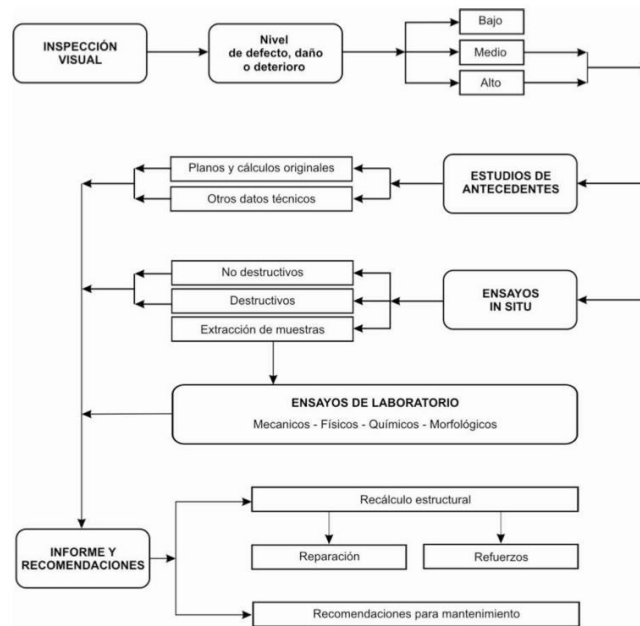 INSPECCIÓN
VISUAL
Nivel
de defecto, daño
o deterioro
Bajo
Medio
Alto
Planos y cálculos originales
Otros datos técnicos
ESTUDIOS DE
ANTECEDENTES
No destructivos
Destructivos
Extracción de muestras
ENSAYOS
IN SITU
ENSAYOS DE LABORATORIO
Mecanicos - Físicos - Químicos - Morfológicos
INFORME Y
RECOMENDACIONES
Recálculo estructural
Reparación
Refuerzos
Recomendaciones para mantenimiento